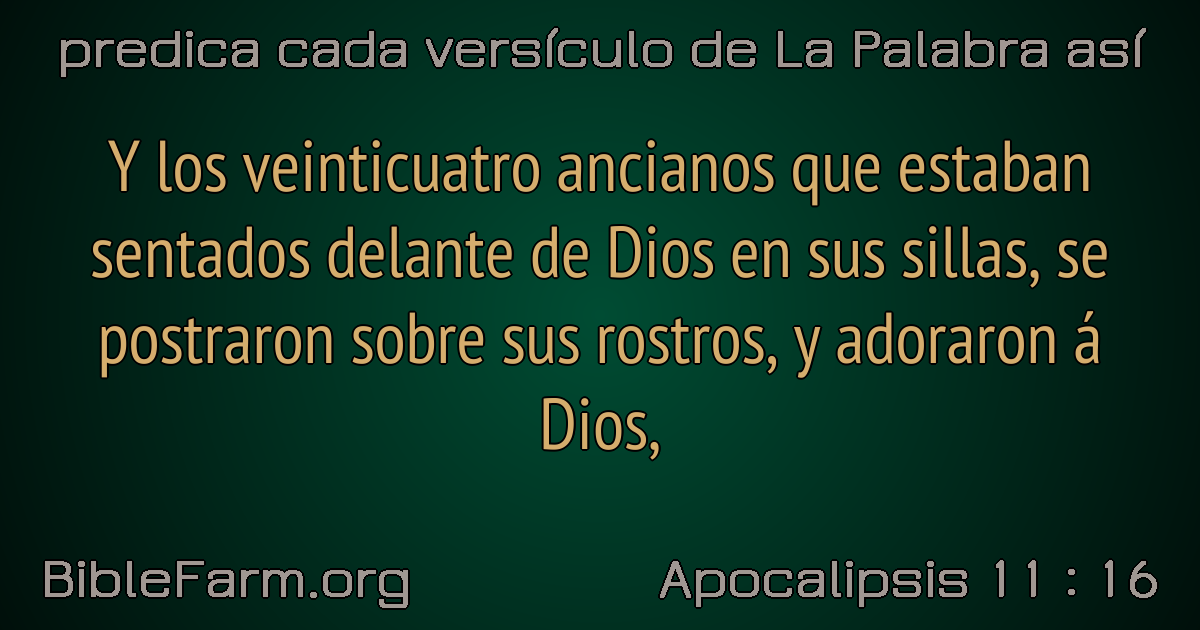 predica cada versículo de La Palabra así
Y los veinticuatro ancianos que estaban
sentados delante de Dios en sus sillas, se
postraron sobre sus rostros, y adoraron á
Dios,
BibleFarm.org
Apocalipsis 11 : 16